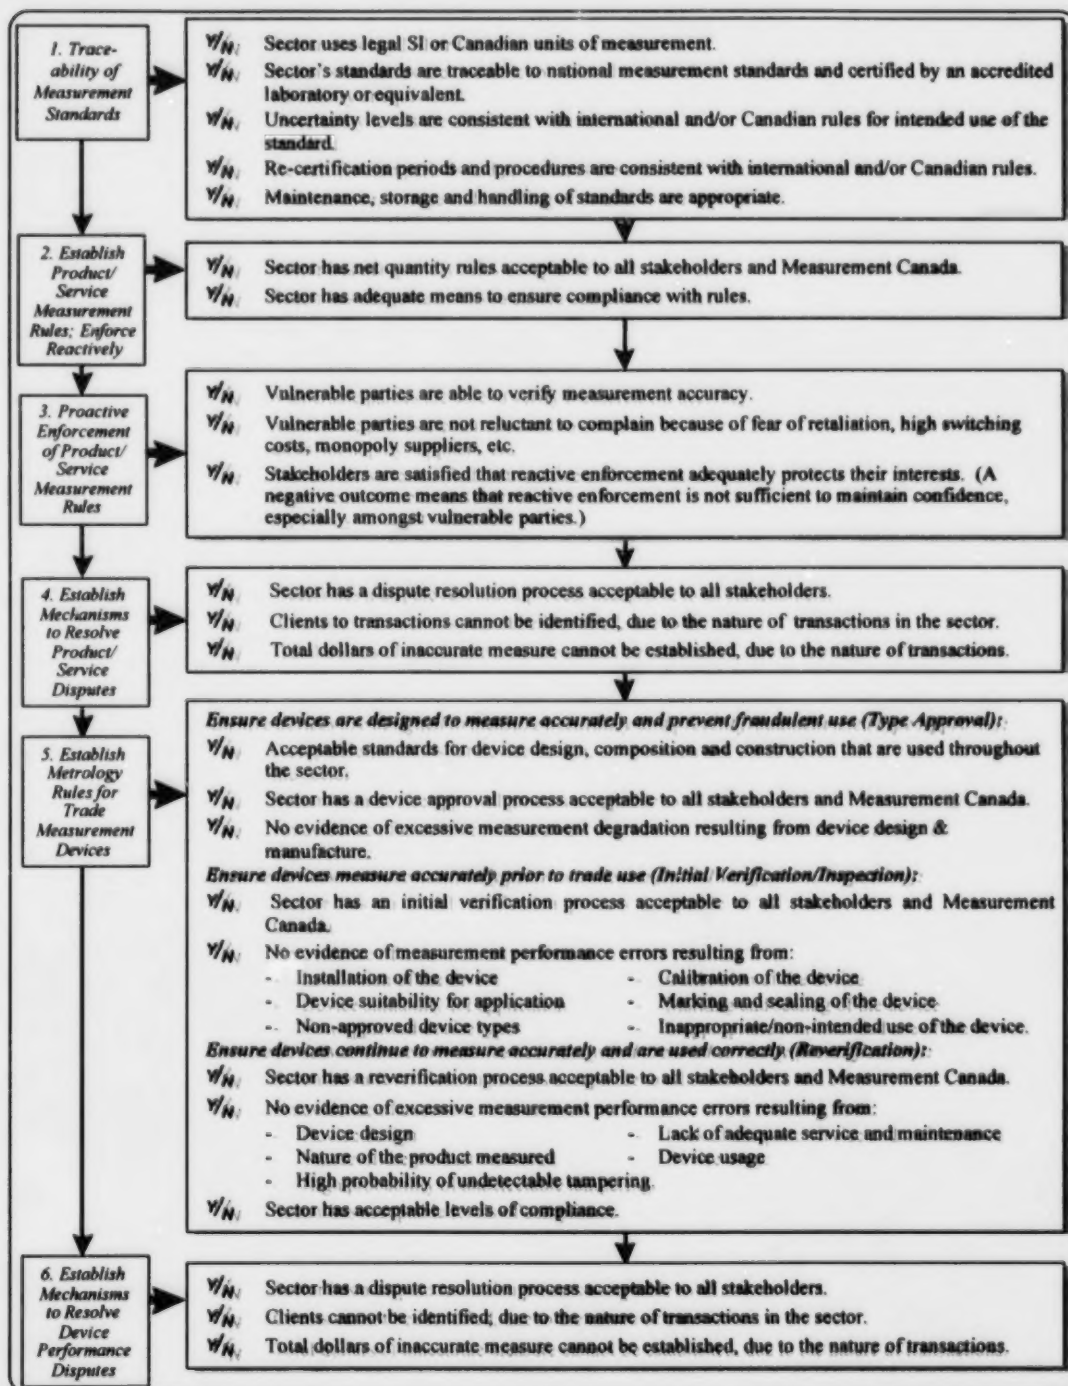 1. Trace-
ability of
Measurement
Standards
Y/N Sector uses legal SI or Canadian units of measurement.
Y/N Sector's standards are traceable to national measurement standards and certified by an accredited
laboratory or equivalent.
Y/N Uncertainty levels are consistent with international and/or Canadian rules for intended use of the
standard.
Y/N Re-certification periods and procedures are consistent with international and/or Canadian rules.
Y/N Maintenance, storage and handling of standards are appropriate.
2. Establish
Product/
Service
Measurement
Rules; Enforce
Reactively
Y/N Sector has net quantity rules acceptable to all stakeholders and Measurement Canada.
Y/N Sector has adequate means to ensure compliance with rules.
3. Proactive
Enforcement
of Product/
Service
Measurement
Rules
Y/N Vulnerable parties are able to verify measurement accuracy.
Y/N Vulnerable parties are not reluctant to complain because of fear of retaliation, high switching
costs, monopoly suppliers, etc.
Y/N Stakeholders are satisfied that reactive enforcement adequately protects their interests. (A
negative outcome means that reactive enforcement is not sufficient to maintain confidence,
especially amongst vulnerable parties.)
4. Establish
Mechanisms
to Resolve
Product/
Service
Disputes
Y/N Sector has a dispute resolution process acceptable to all stakeholders.
Y/N Clients to transactions cannot be identified, due to the nature of transactions in the sector.
Y/N Total dollars of inaccurate measure cannot be established, due to the nature of transactions.
5. Establish
Metrology
Rules for
Trade
Measurement
Devices
Ensure devices are designed to measure accurately and prevent fraudulent use (Type Approval):
Y/N Acceptable standards for device design, composition and construction that are used throughout
the sector.
Y/N Sector has a device approval process acceptable to all stakeholders and Measurement Canada.
Y/N No evidence of excessive measurement degradation resulting from device design &
manufacture.
Ensure devices measure accurately prior to trade use (Initial Verification/Inspection):
Y/N Sector has an initial verification process acceptable to all stakeholders and Measurement
Canada.
Y/N No evidence of measurement performance errors resulting from:
- Installation of the device - Calibration of the device
- Device suitability for application - Marking and sealing of the device
- Non-approved device types - Inappropriate/non-intended use of the device.
Ensure devices continue to measure accurately and are used correctly (Reverification):
Y/N Sector has a reverification process acceptable to all stakeholders and Measurement Canada.
Y/N No evidence of excessive measurement performance errors resulting from:
- Device design - Lack of adequate service and maintenance
- Nature of the product measured - Device usage
- High probability of undetectable tampering.
Y/N Sector has acceptable levels of compliance.
6. Establish
Mechanisms
to Resolve
Device
Performance
Disputes
Y/N Sector has a dispute resolution process acceptable to all stakeholders.
Y/N Clients cannot be identified, due to the nature of transactions in the sector.
Y/N Total dollars of inaccurate measure cannot be established, due to the nature of transactions.